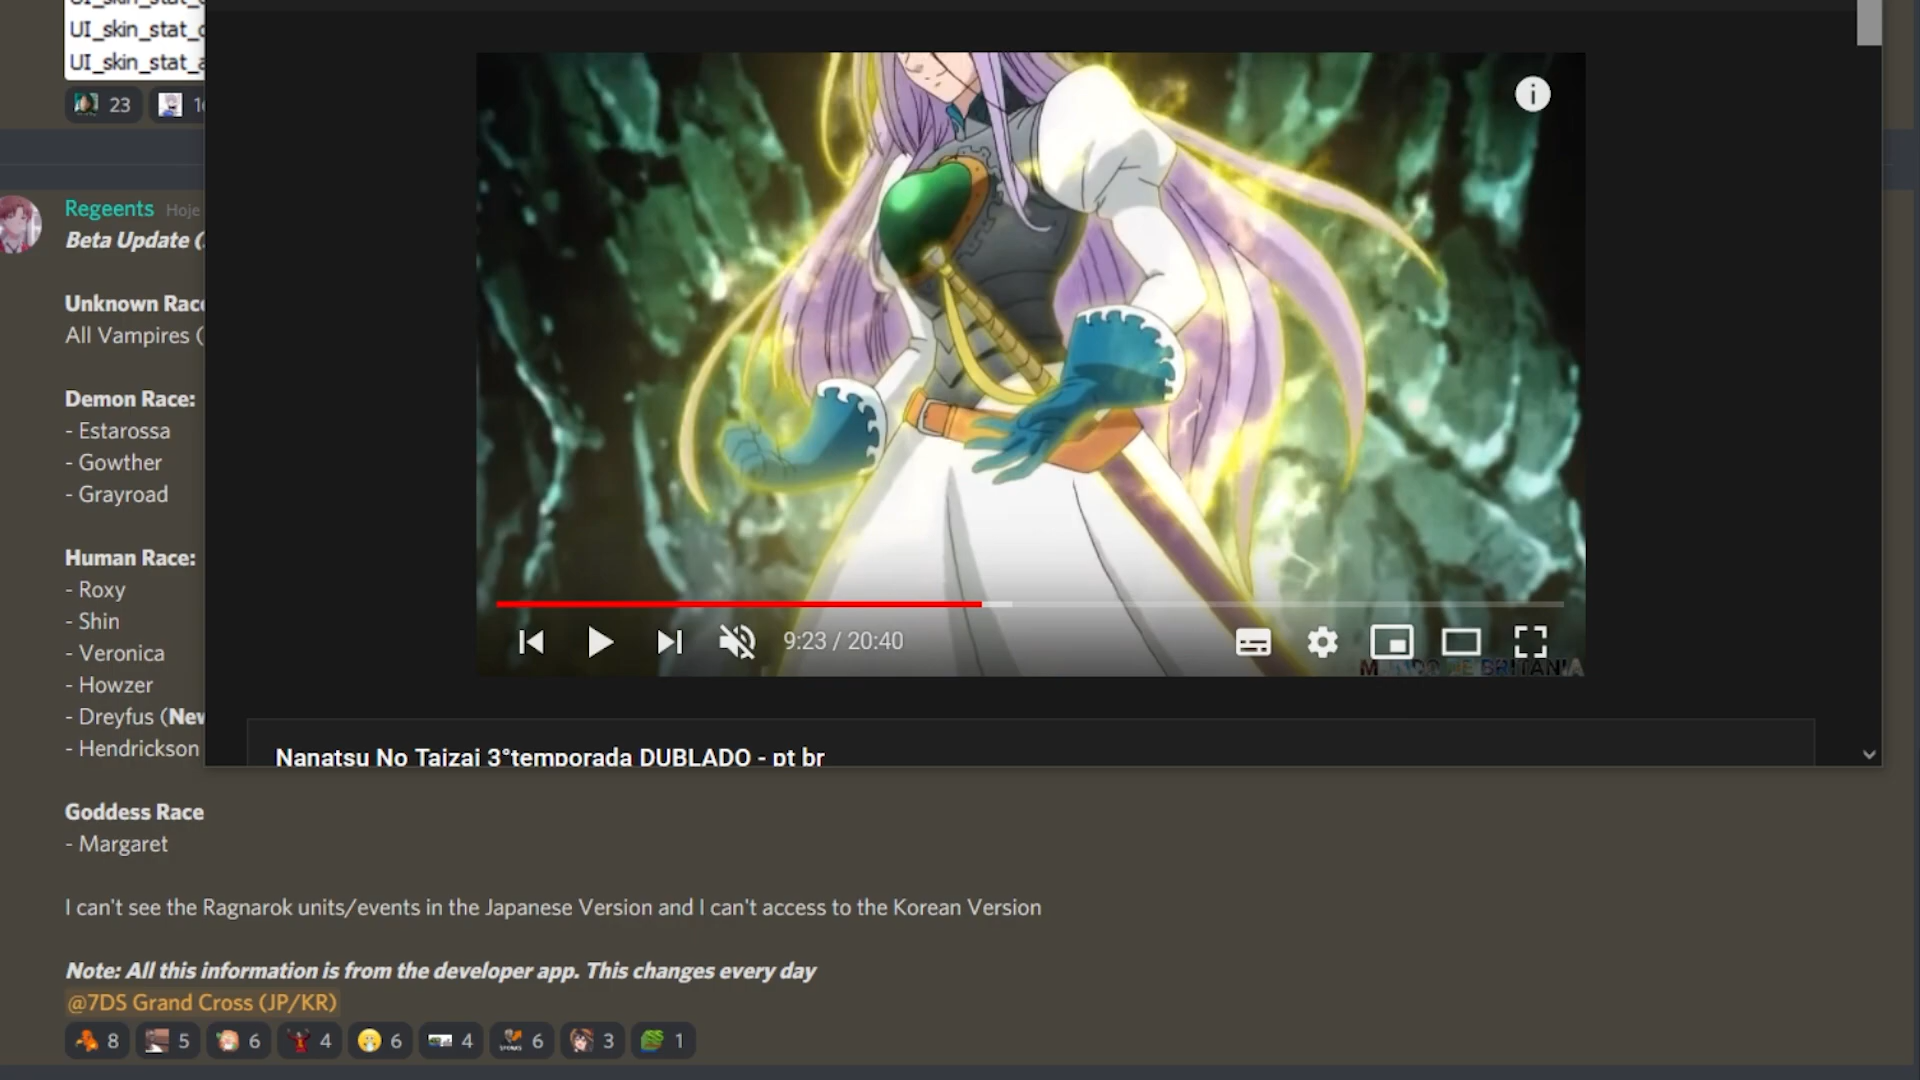 UI_skin_stat_
UI_skin_stat_
23
Regeents Hoje
Beta Update (
Unknown Race
All Vampires (
Demon Race:
- Estarossa
- Gowther
- Grayroad
Human Race:
- Roxy
- Shin
- Veronica
- Howzer
- Dreyfus (New
- Hendrickson
Goddess Race
- Margaret
I can't see the Ragnarok units/events in the Japanese Version and I can't access to the Korean Version
Note: All this information is from the developer app. This changes every day
@7DS Grand Cross (JP/KR)
8 5 6 4 6 4 6 3 1
i
9:23 / 20:40
BRITANIA
Nanatsu No Taizai 3°temporada DUBLADO - pt br